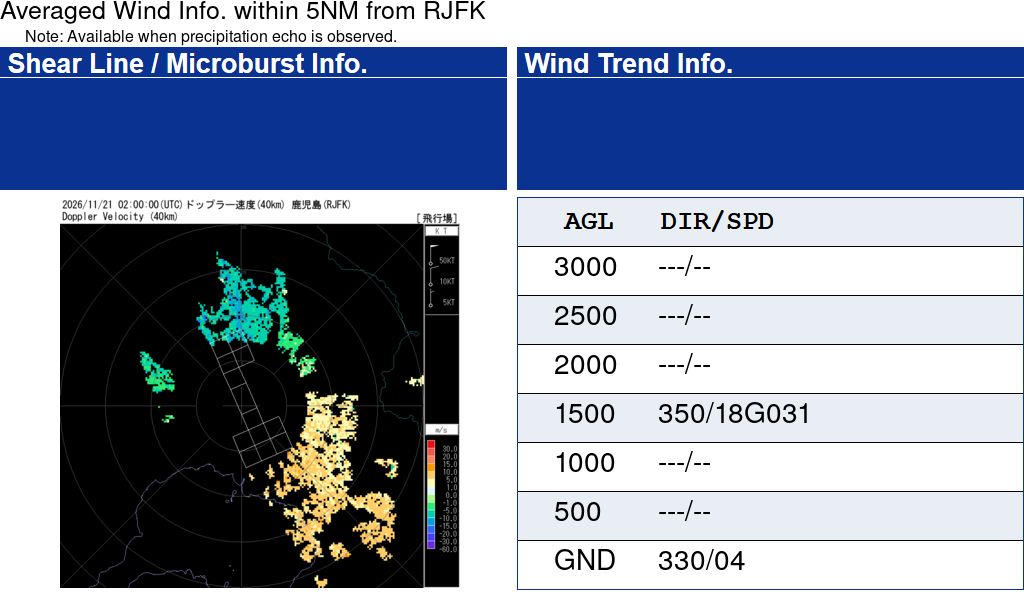 Averaged Wind Info. within 5NM from RJFK
Note: Available when precipitation echo is observed.
Shear Line / Microburst Info.
Wind Trend Info.
2026/11/21 02:00:00(UTC) ドップラー速度(40km) 鹿児島(RJFK)
Doppler Velocity (40km)
[飛行場]
KT
50KT
10KT
5KT
m/s
30.0
20.0
15.0
10.0
5.0
1.0
0.0
-1.0
-5.0
-10.0
-15.0
-20.0
-30.0
-60.0
AGL DIR/SPD
3000 ---/--
2500 ---/--
2000 ---/--
1500 350/18G031
1000 ---/--
500 ---/--
GND 330/04